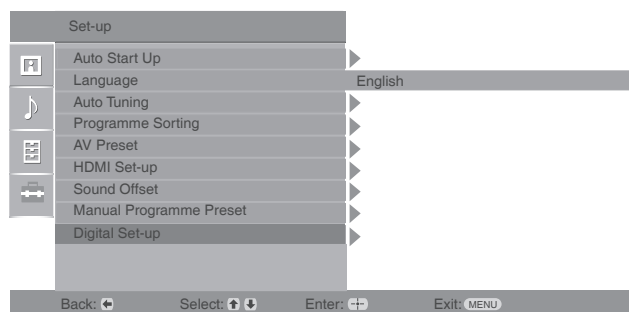 Set-up
Auto Start Up
Language English
Auto Tuning
Programme Sorting
AV Preset
HDMI Set-up
Sound Offset
Manual Programme Preset
Digital Set-up
Back: Select: Enter: Exit: MENU